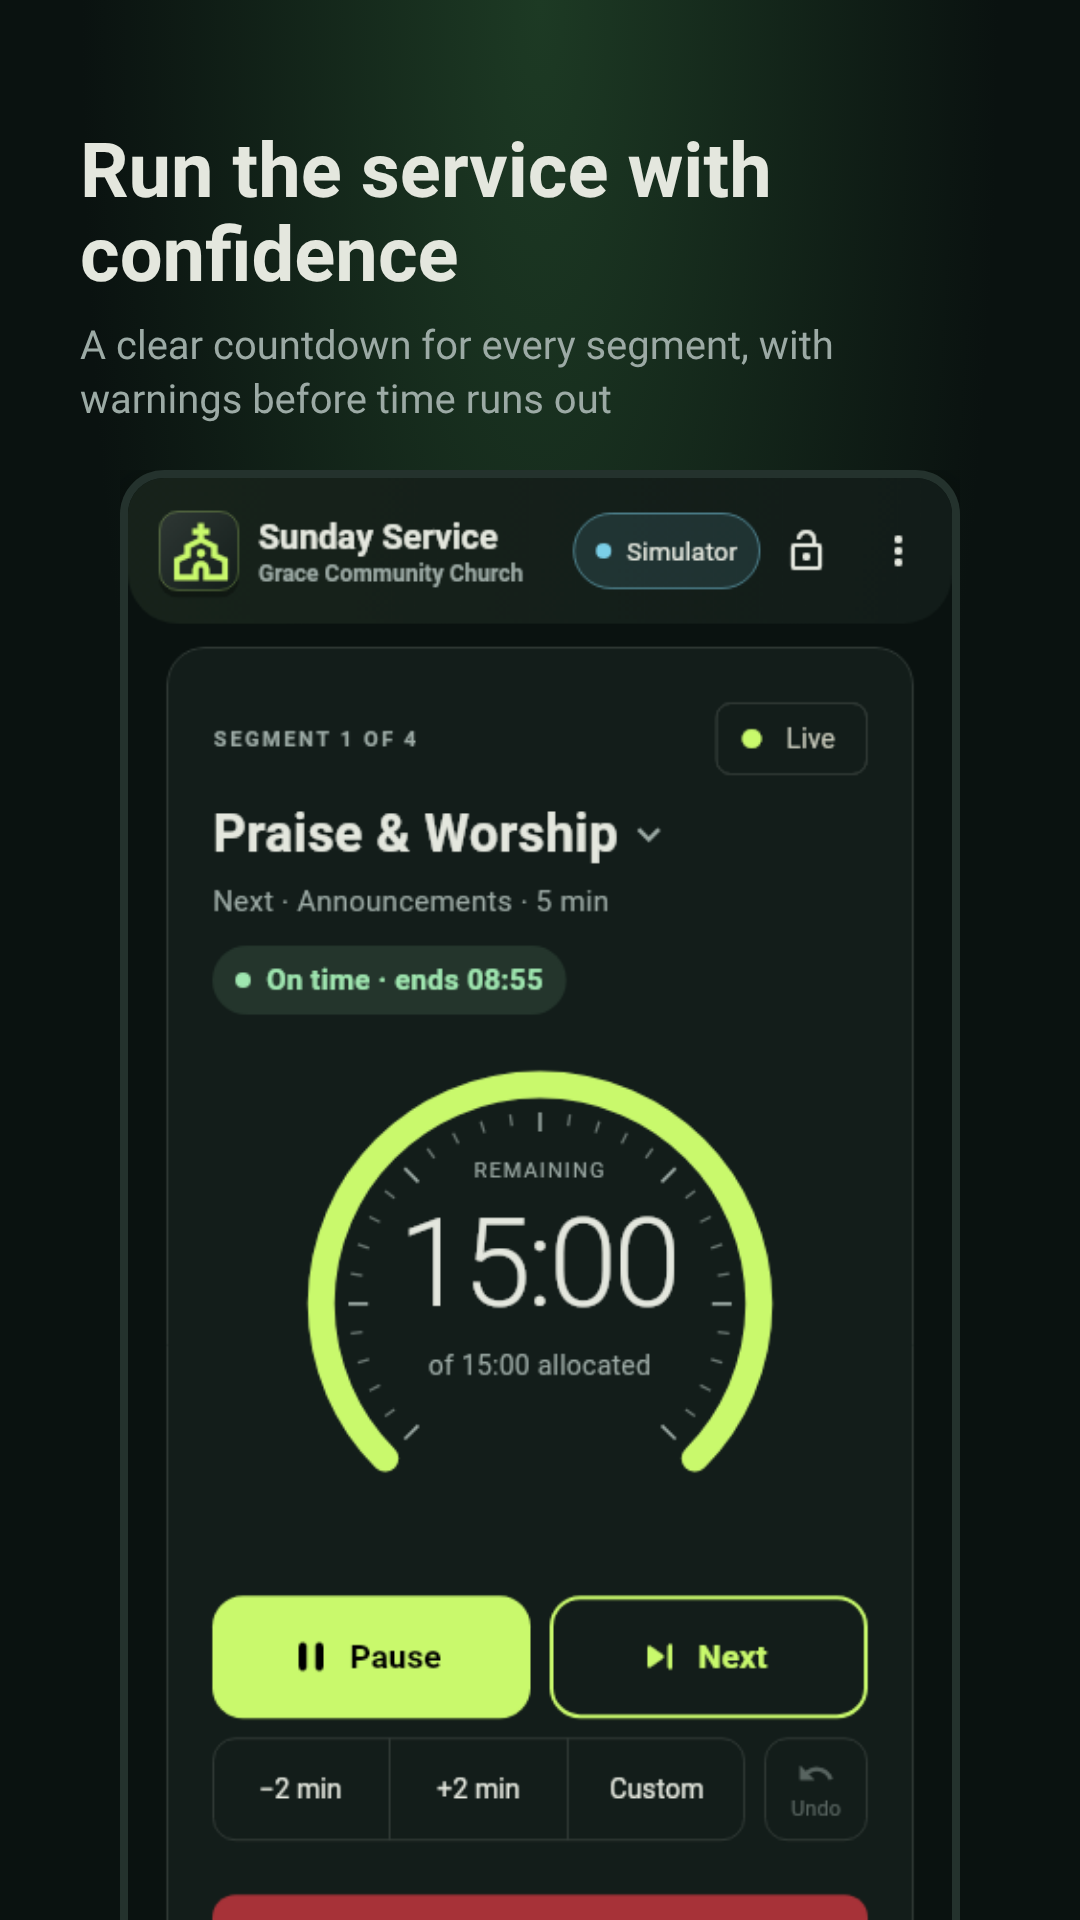 Run the service with
confidence
A clear countdown for every segment, with
warnings before time runs out
Sunday Service
Grace Community Church
Simulator
SEGMENT 1 OF 4
Live
Praise & Worship
Next · Announcements · 5 min
On time · ends 08:55
REMAINING
15:00
of 15:00 allocated
Pause
Next
−2 min
+2 min
Custom
Undo